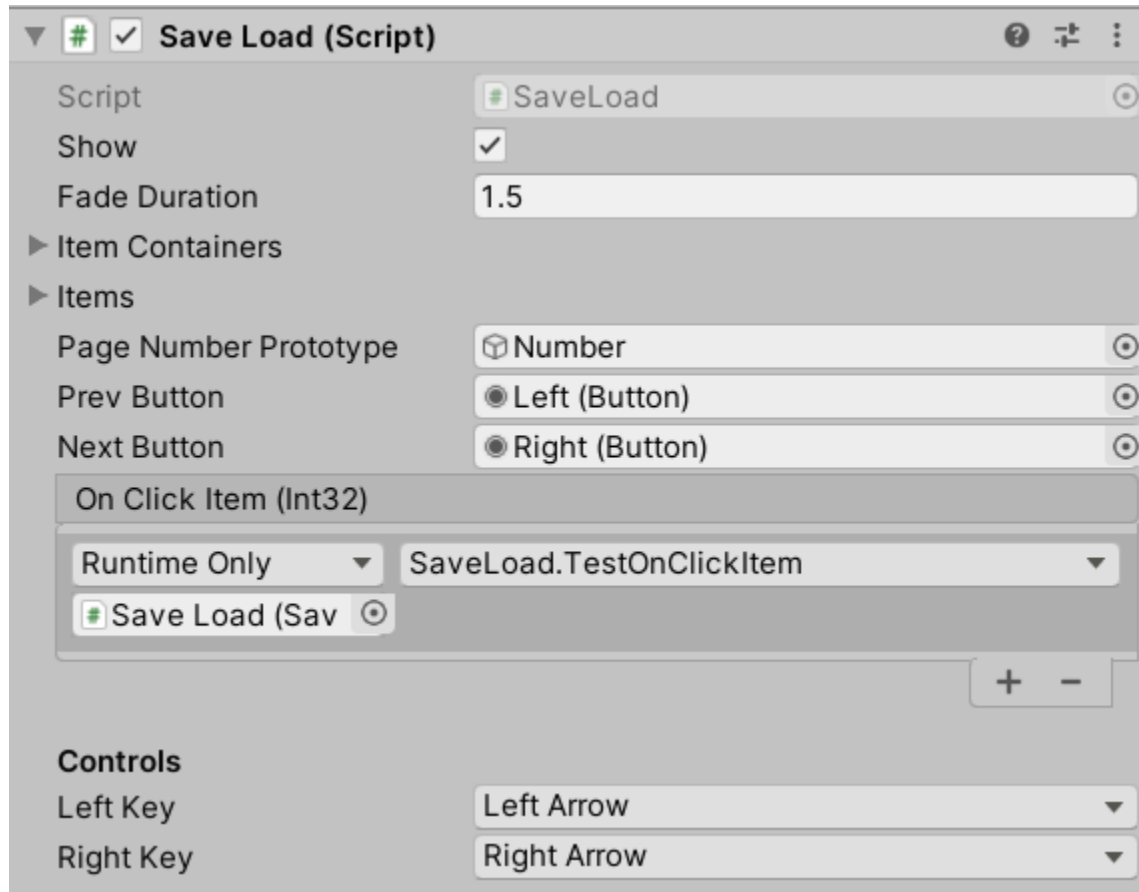 Save Load (Script)
Script SaveLoad
Show
Fade Duration 1.5
Item Containers
Items
Page Number Prototype Number
Prev Button Left (Button)
Next Button Right (Button)
On Click Item (Int32)
Runtime Only SaveLoad.TestOnClickItem
Save Load (Sav
Controls
Left Key Left Arrow
Right Key Right Arrow